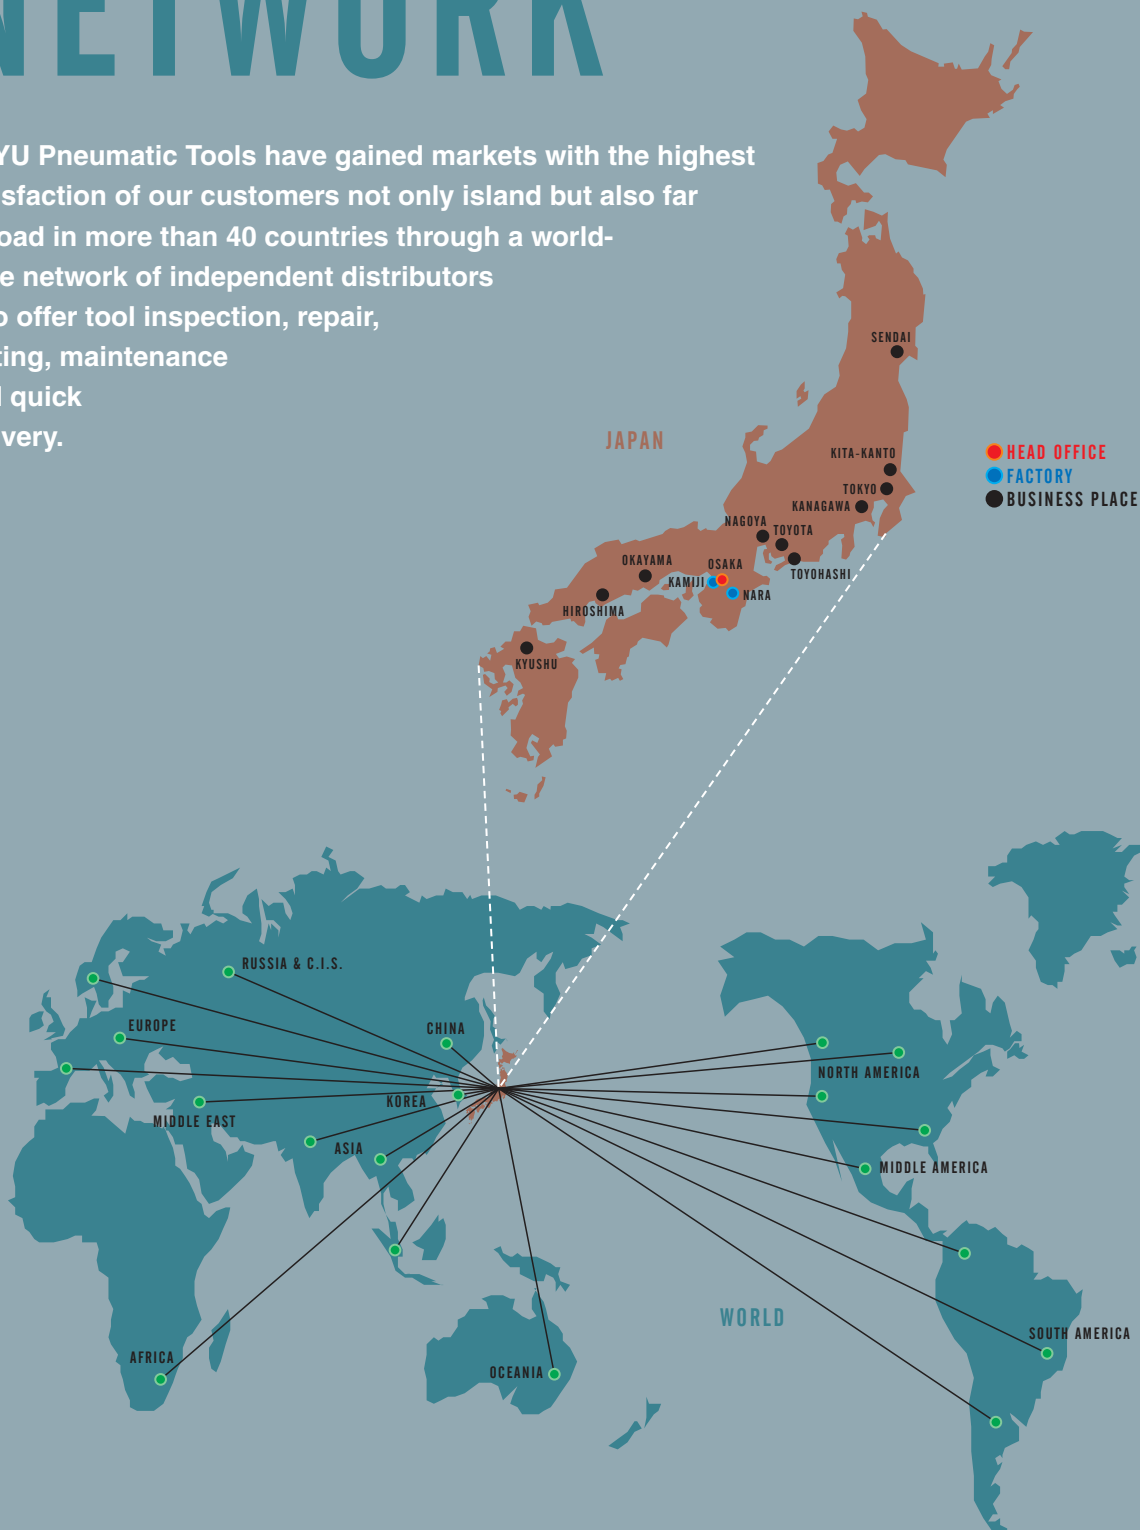 NETWORK
YU Pneumatic Tools have gained markets with the highest
sfaction of our customers not only island but also far
oad in more than 40 countries through a world-
e network of independent distributors
o offer tool inspection, repair,
ting, maintenance
l quick
very.
SENDAI
JAPAN
KITA-KANTO
HEAD OFFICE
FACTORY
TOKYO
BUSINESS PLACE
KANAGAWA
NAGOYA
TOYOTA
OKAYAMA
OSAKA
TOYOHASHI
KAMIJI
NARA
HIROSHIMA
KYUSHU
RUSSIA & C.I.S.
EUROPE
CHINA
NORTH AMERICA
KOREA
MIDDLE EAST
ASIA
MIDDLE AMERICA
WORLD
SOUTH AMERICA
AFRICA
OCEANIA